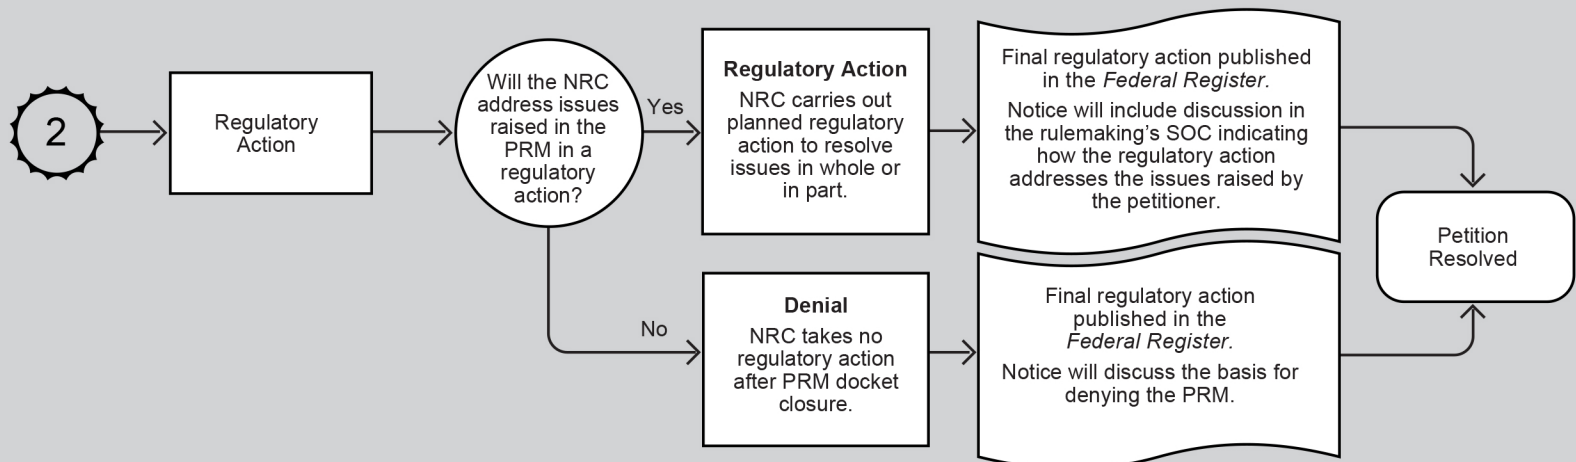 2
Regulatory
Action
Will the NRC
address issues
raised in the
PRM in a
regulatory
action?
Yes
Regulatory Action
NRC carries out
planned regulatory
action to resolve
issues in whole or
in part.
Final regulatory action published
in the Federal Register.
Notice will include discussion in
the rulemaking’s SOC indicating
how the regulatory action
addresses the issues raised by
the petitioner.
No
Denial
NRC takes no
regulatory action
after PRM docket
closure.
Final regulatory action
published in the
Federal Register.
Notice will discuss the basis for
denying the PRM.
Petition
Resolved